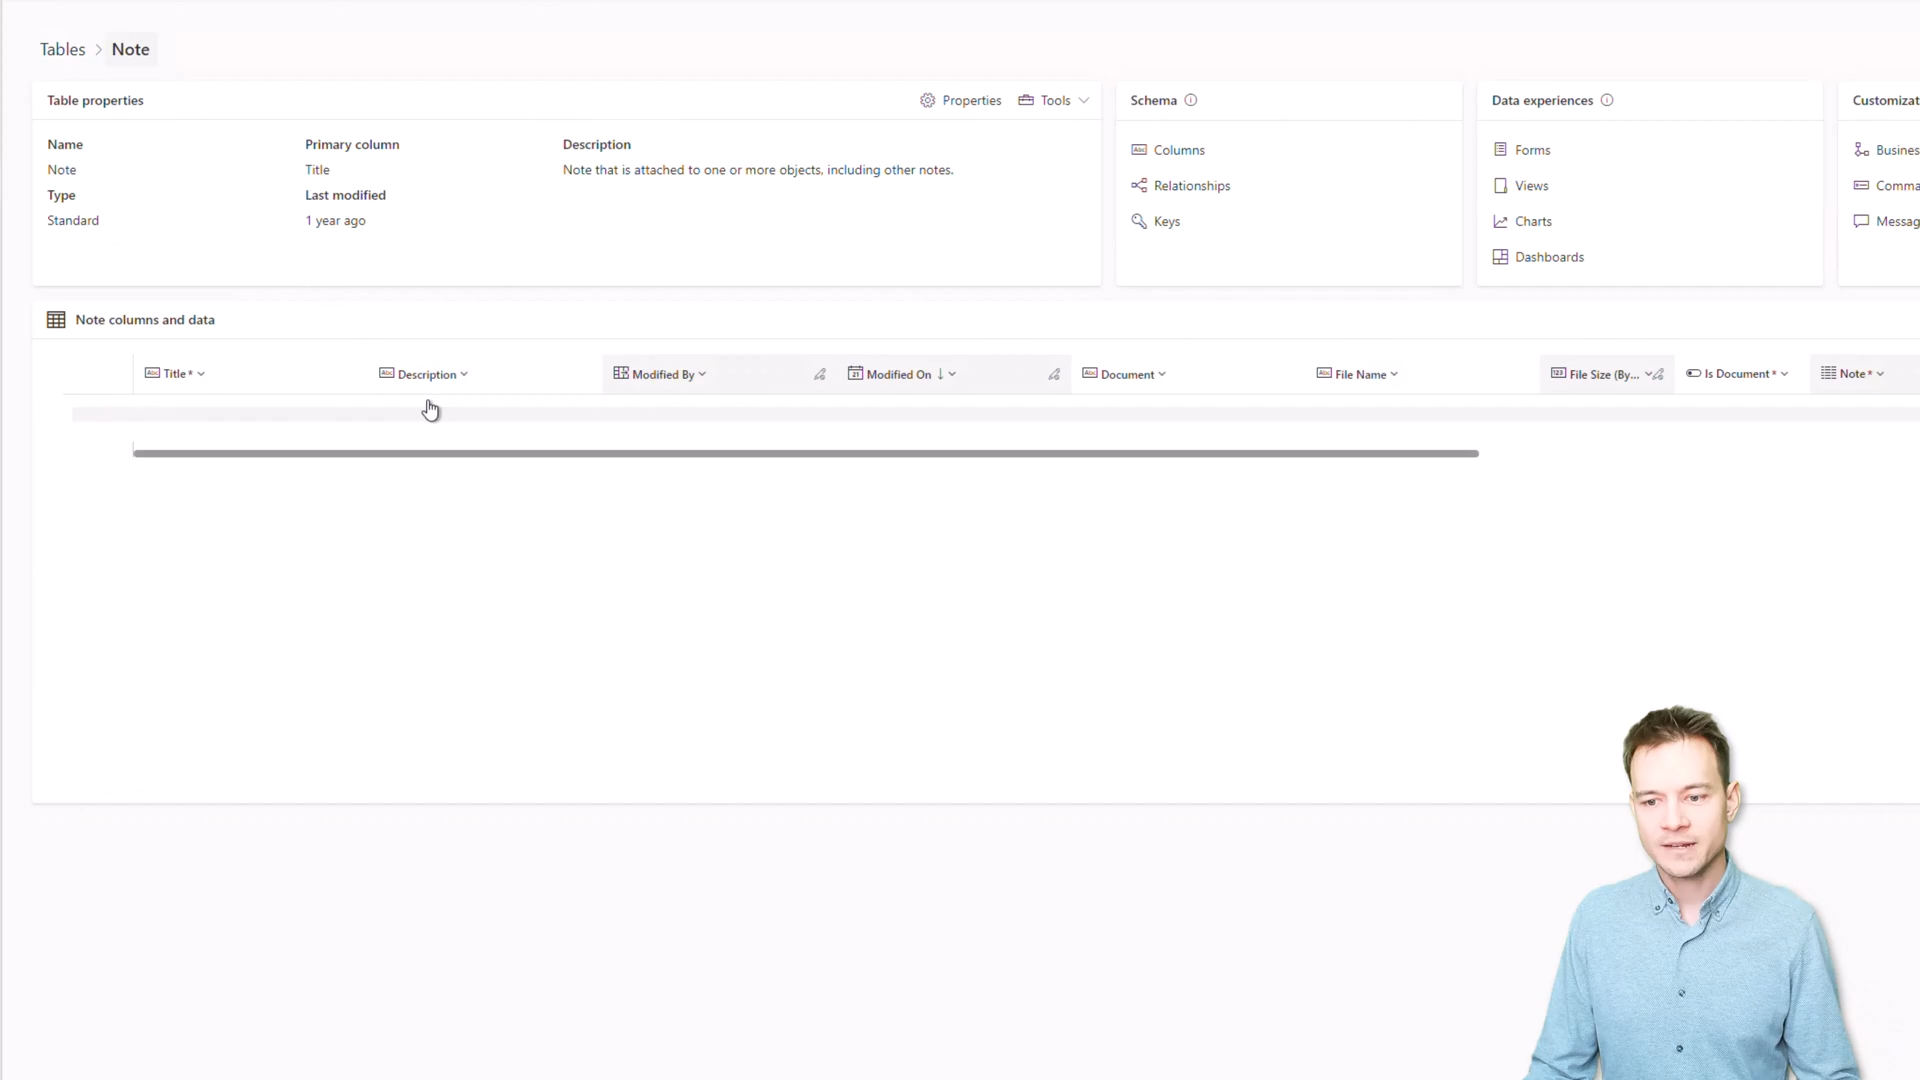 Tables > Note
Table properties
Properties
Tools
Name
Primary column
Description
Note
Title
Note that is attached to one or more objects, including other notes.
Type
Last modified
Standard
1 year ago
Schema
Columns
Relationships
Keys
Data experiences
Forms
Views
Charts
Dashboards
Customizat
Busines
Comma
Messag
Note columns and data
Title * Description Modified By Modified On ↓ Document File Name File Size (By... Is Document * Note *